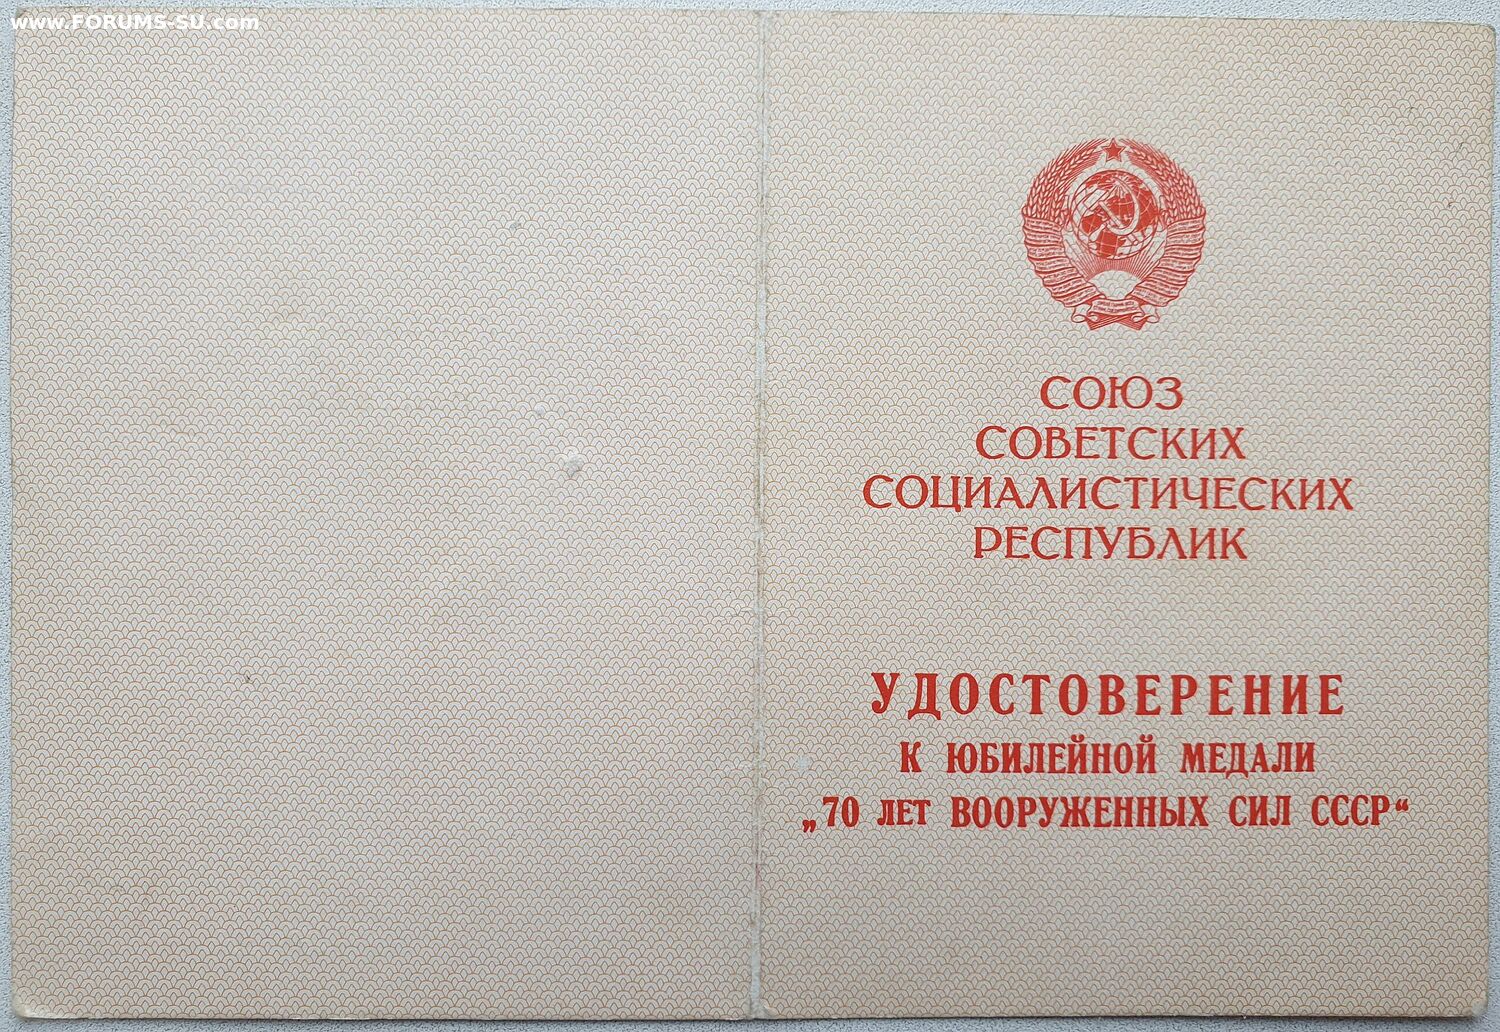 www.FORUMS-SU.com
СОЮЗ
СОВЕТСКИХ
СОЦИАЛИСТИЧЕСКИХ
РЕСПУБЛИК
УДОСТОВЕРЕНИЕ
К ЮБИЛЕЙНОЙ МЕДАЛИ
„70 ЛЕТ ВООРУЖЕННЫХ СИЛ СССР“